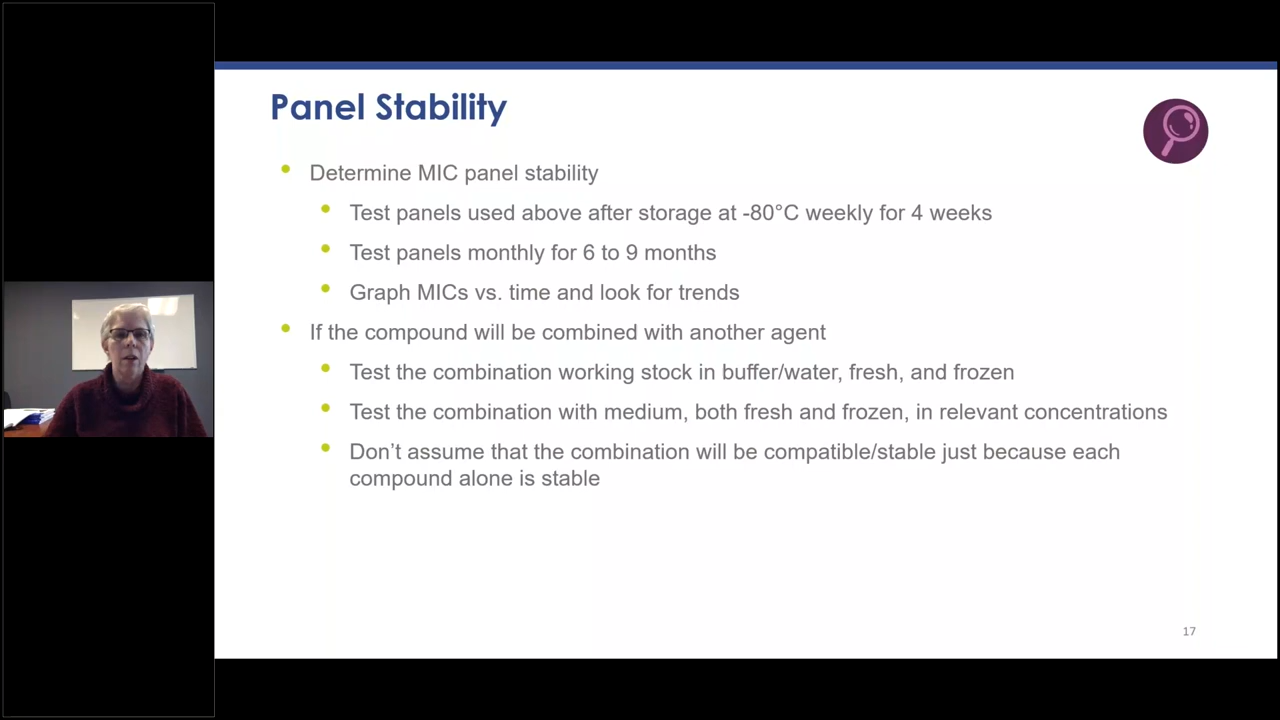 Panel Stability
Determine MIC panel stability
Test panels used above after storage at -80°C weekly for 4 weeks
Test panels monthly for 6 to 9 months
Graph MICs vs. time and look for trends
If the compound will be combined with another agent
Test the combination working stock in buffer/water, fresh, and frozen
Test the combination with medium, both fresh and frozen, in relevant concentrations
Don’t assume that the combination will be compatible/stable just because each
compound alone is stable
17